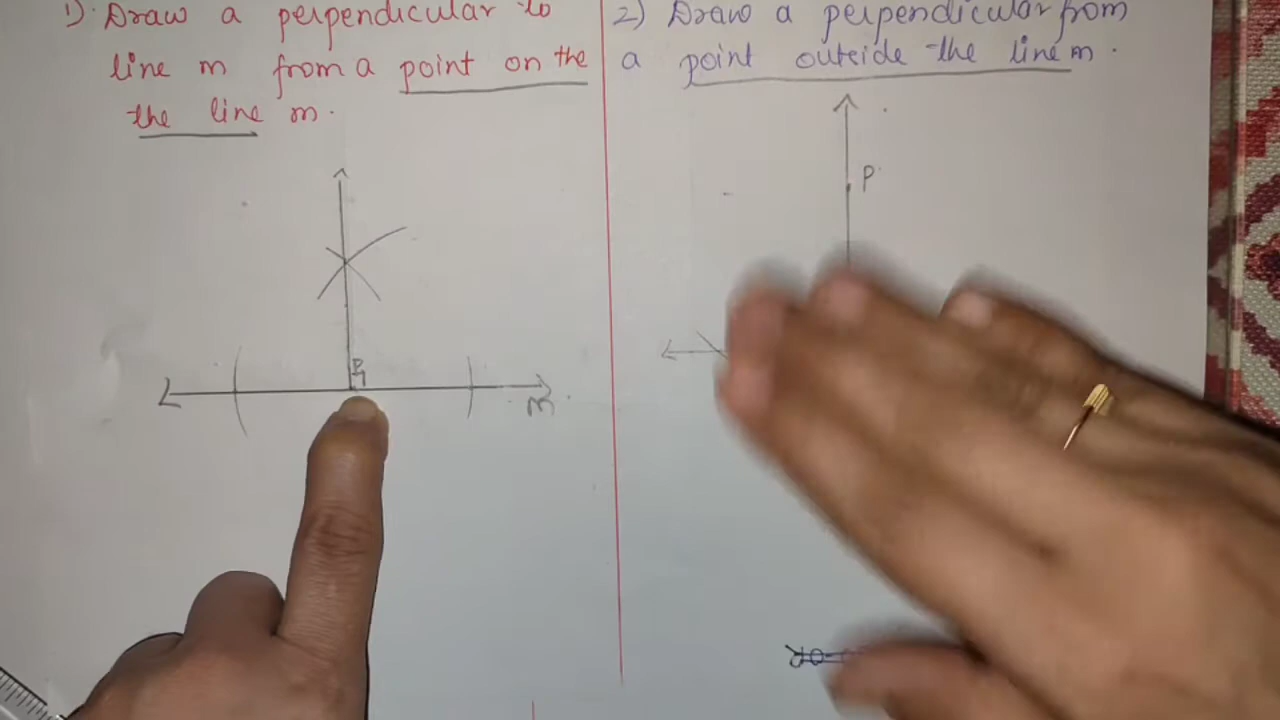 1) Draw a perpendicular to
line m from a point on the
the line m.
P
m
2) Draw a perpendicular from
a point outside the line m.
P